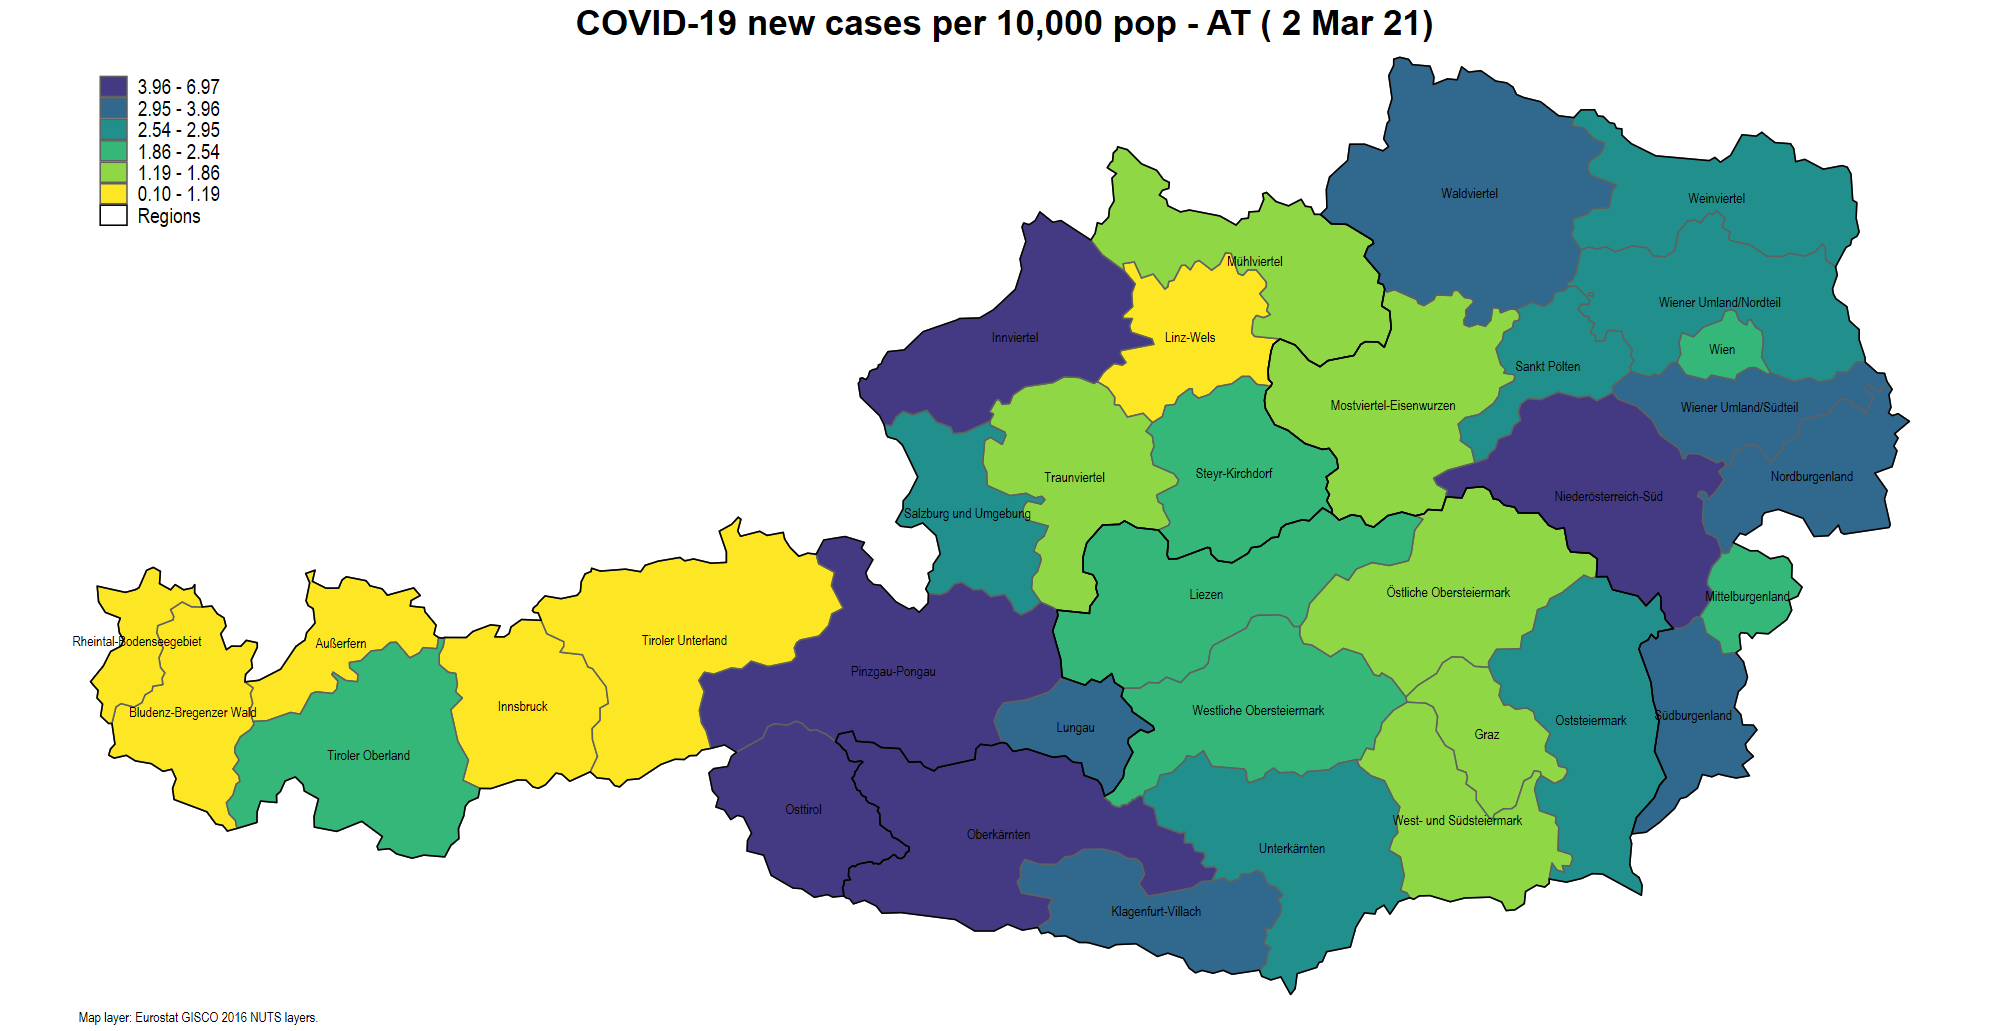 COVID-19 new cases per 10,000 pop - AT ( 2 Mar 21)
3.96 - 6.97
2.95 - 3.96
2.54 - 2.95
1.86 - 2.54
1.19 - 1.86
0.10 - 1.19
Regions
Waldviertel
Weinviertel
Mühlviertel
Wiener Umland/Nordteil
Innviertel
Linz-Wels
Wien
Sankt Pölten
Mostviertel-Eisenwurzen
Wiener Umland/Südteil
Steyr-Kirchdorf
Traunviertel
Nordburgenland
Niederösterreich-Süd
Salzburg und Umgebung
Liezen
Östliche Obersteiermark
Mittelburgenland
Rheintal-Bodenseegebiet
Außerfern
Tiroler Unterland
Pinzgau-Pongau
Innsbruck
Bludenz-Bregenzer Wald
Westliche Obersteiermark
Südburgenland
Oststeiermark
Lungau
Graz
Tiroler Oberland
Osttirol
West- und Südsteiermark
Oberkärnten
Unterkärnten
Klagenfurt-Villach
Map layer: Eurostat GISCO 2016 NUTS layers.